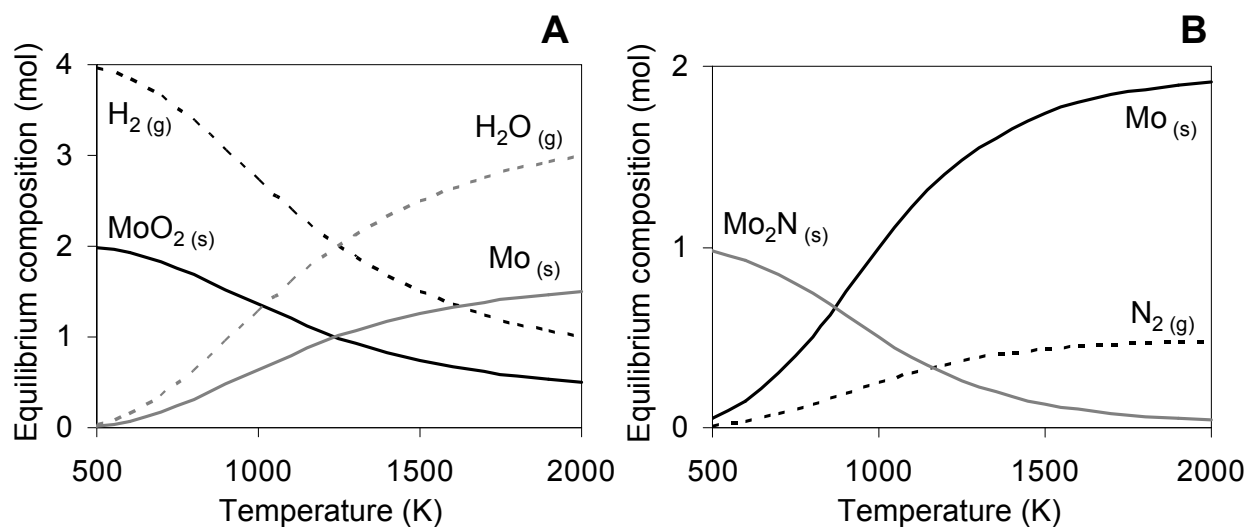 A
Equilibrium composition (mol)
4
3
2
1
0
H₂ (g)
H₂O (g)
MoO₂ (s)
Mo (s)
500
1000
1500
2000
Temperature (K)
B
Equilibrium composition (mol)
2
1
0
Mo (s)
Mo₂N (s)
N₂ (g)
500
1000
1500
2000
Temperature (K)